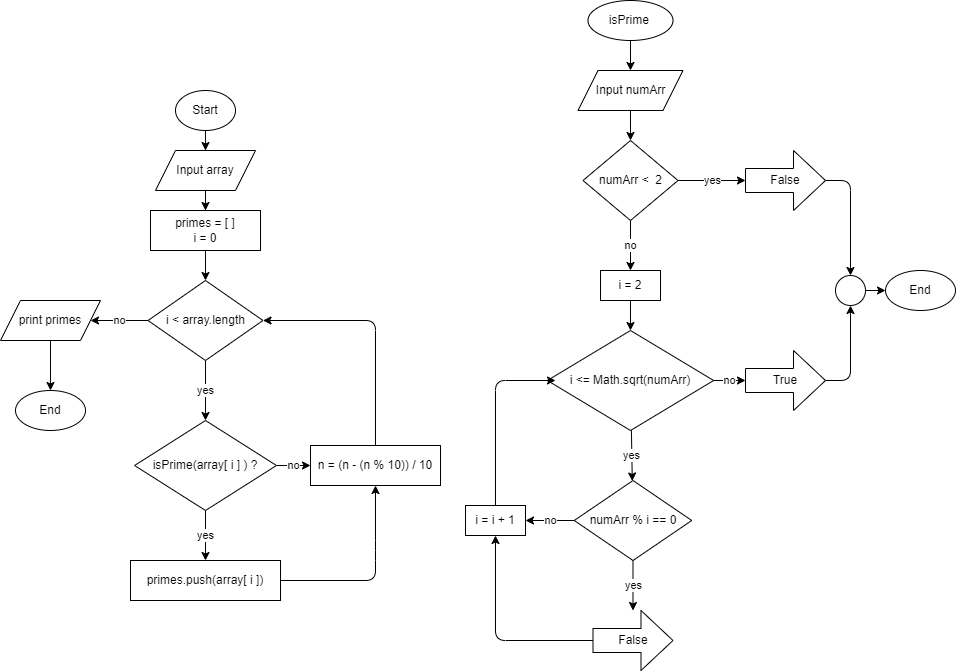 Start
Input array
primes = [ ]
i = 0
i < array.length
no
print primes
End
yes
isPrime(array[ i ] ) ?
no
n = (n - (n % 10)) / 10
yes
primes.push(array[ i ])
isPrime
Input numArr
numArr < 2
yes
False
no
i = 2
End
i <= Math.sqrt(numArr)
no
True
yes
numArr % i == 0
no
i = i + 1
yes
False